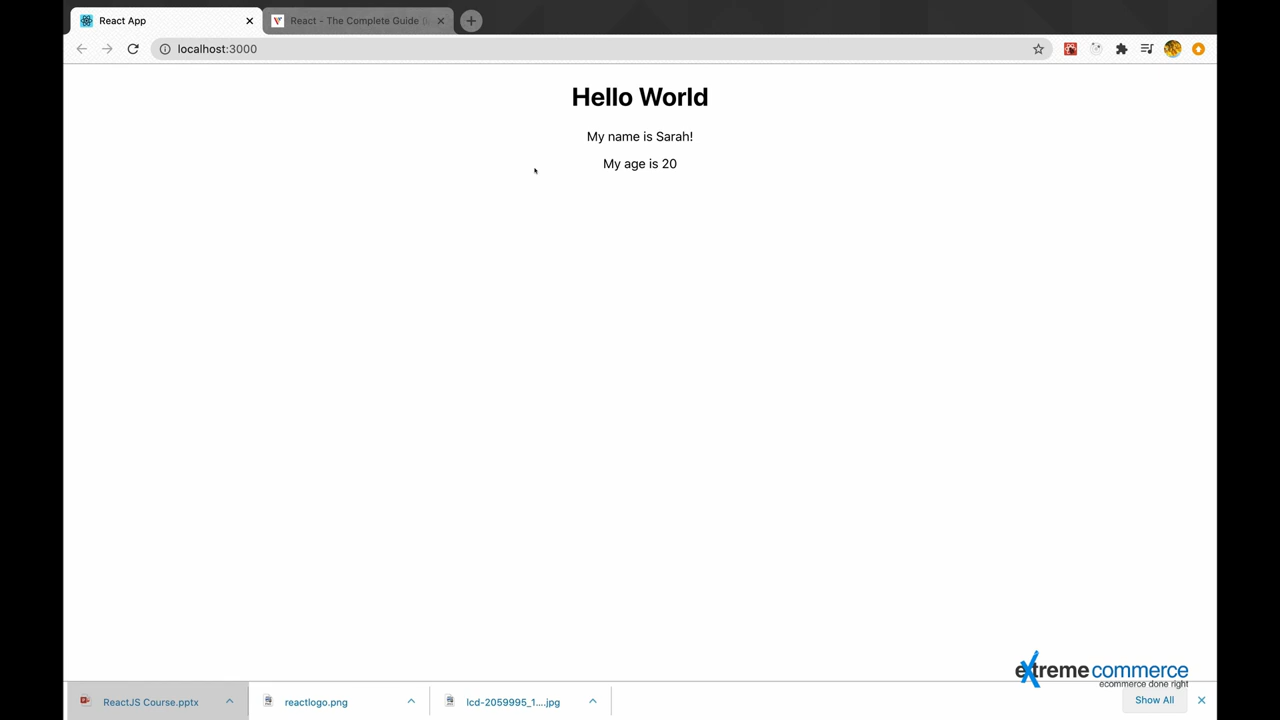 React App
React - The Complete Guide
localhost:3000
Hello World
My name is Sarah!
My age is 20
extreme commerce
ecommerce done right
ReactJS Course.pptx
reactlogo.png
lcd-2059995_1....jpg
Show All